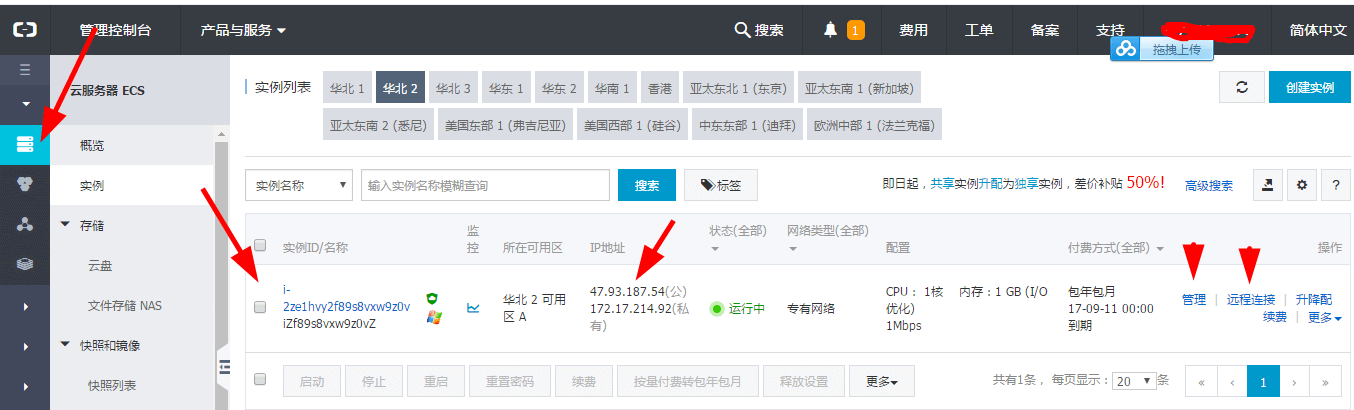 管理控制台 产品与服务 搜索 1 费用 工单 备案 支持 简体中文
拖拽上传
云服务器 ECS
概览
实例
存储
云盘
文件存储 NAS
快照和镜像
快照列表
实例列表 华北 1 华北 2 华北 3 华东 1 华东 2 华南 1 香港 亚太东北 1 (东京) 亚太东南 1 (新加坡) 创建实例
亚太东南 2 (悉尼) 美国东部 1 (弗吉尼亚) 美国西部 1 (硅谷) 中东东部 1 (迪拜) 欧洲中部 1 (法兰克福)
实例名称 输入实例名称模糊查询 搜索 标签 即日起，共享实例升配为独享实例，差价补贴 50%! 高级搜索 ?
实例ID/名称 监控 所在可用区 IP地址 状态(全部) 网络类型(全部) 配置 付费方式(全部) 操作
i-
2ze1hvy2f89s8vxw9z0v
iZf89s8vxw9z0vZ
华北 2 可用
区 A
47.93.187.54(公)
172.17.214.92(私
有)
运行中
专有网络
CPU： 1核 内存：1 GB (I/O
优化)
1Mbps
包年包月
17-09-11 00:00
到期
管理 | 远程连接 | 升降配
续费 | 更多
启动 停止 重启 重置密码 续费 按量付费转包年包月 释放设置 更多 共有1条， 每页显示：20 条 « ‹ 1 › »